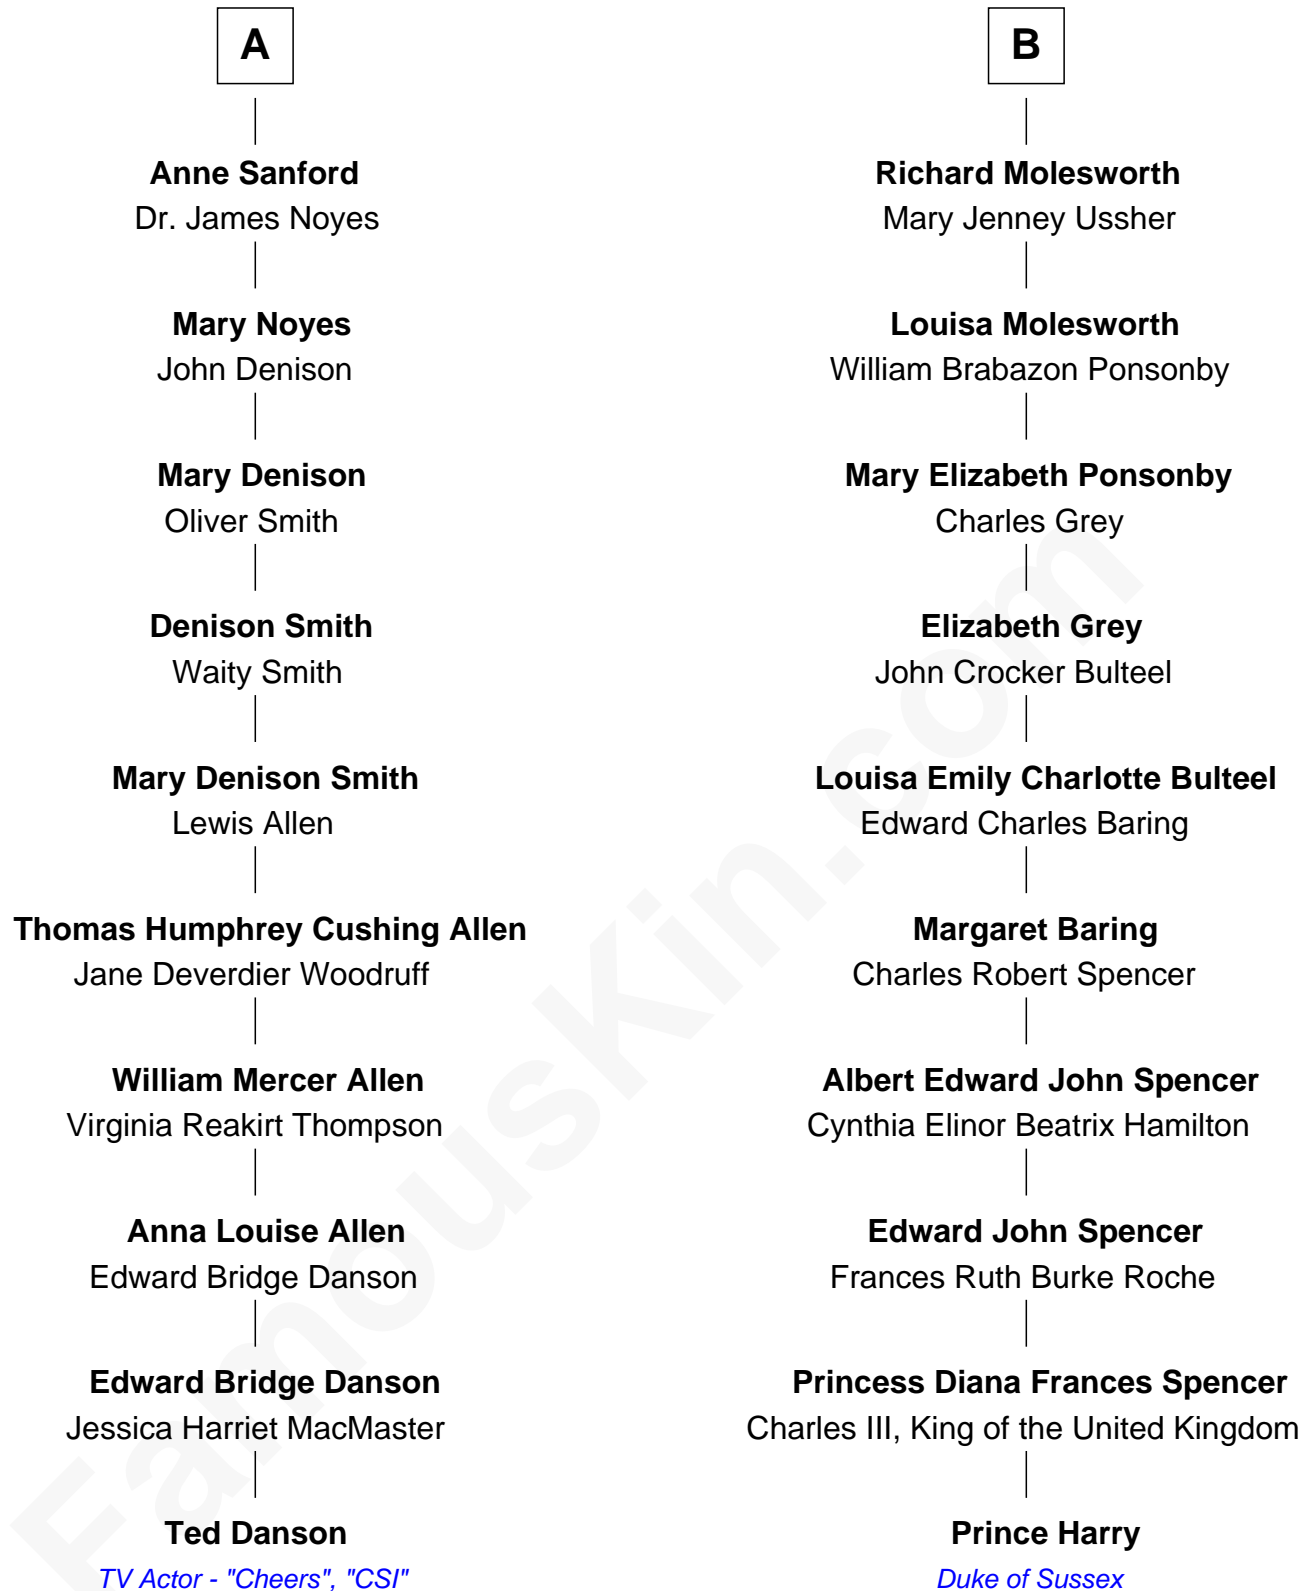 A
Anne Sanford
Dr. James Noyes
Mary Noyes
John Denison
Mary Denison
Oliver Smith
Denison Smith
Waity Smith
Mary Denison Smith
Lewis Allen
Thomas Humphrey Cushing Allen
Jane Deverdier Woodruff
William Mercer Allen
Virginia Reakirt Thompson
Anna Louise Allen
Edward Bridge Danson
Edward Bridge Danson
Jessica Harriet MacMaster
Ted Danson
TV Actor - "Cheers", "CSI"
B
Richard Molesworth
Mary Jenney Ussher
Louisa Molesworth
William Brabazon Ponsonby
Mary Elizabeth Ponsonby
Charles Grey
Elizabeth Grey
John Crocker Bulteel
Louisa Emily Charlotte Bulteel
Edward Charles Baring
Margaret Baring
Charles Robert Spencer
Albert Edward John Spencer
Cynthia Elinor Beatrix Hamilton
Edward John Spencer
Frances Ruth Burke Roche
Princess Diana Frances Spencer
Charles III, King of the United Kingdom
Prince Harry
Duke of Sussex
FamousKin.com